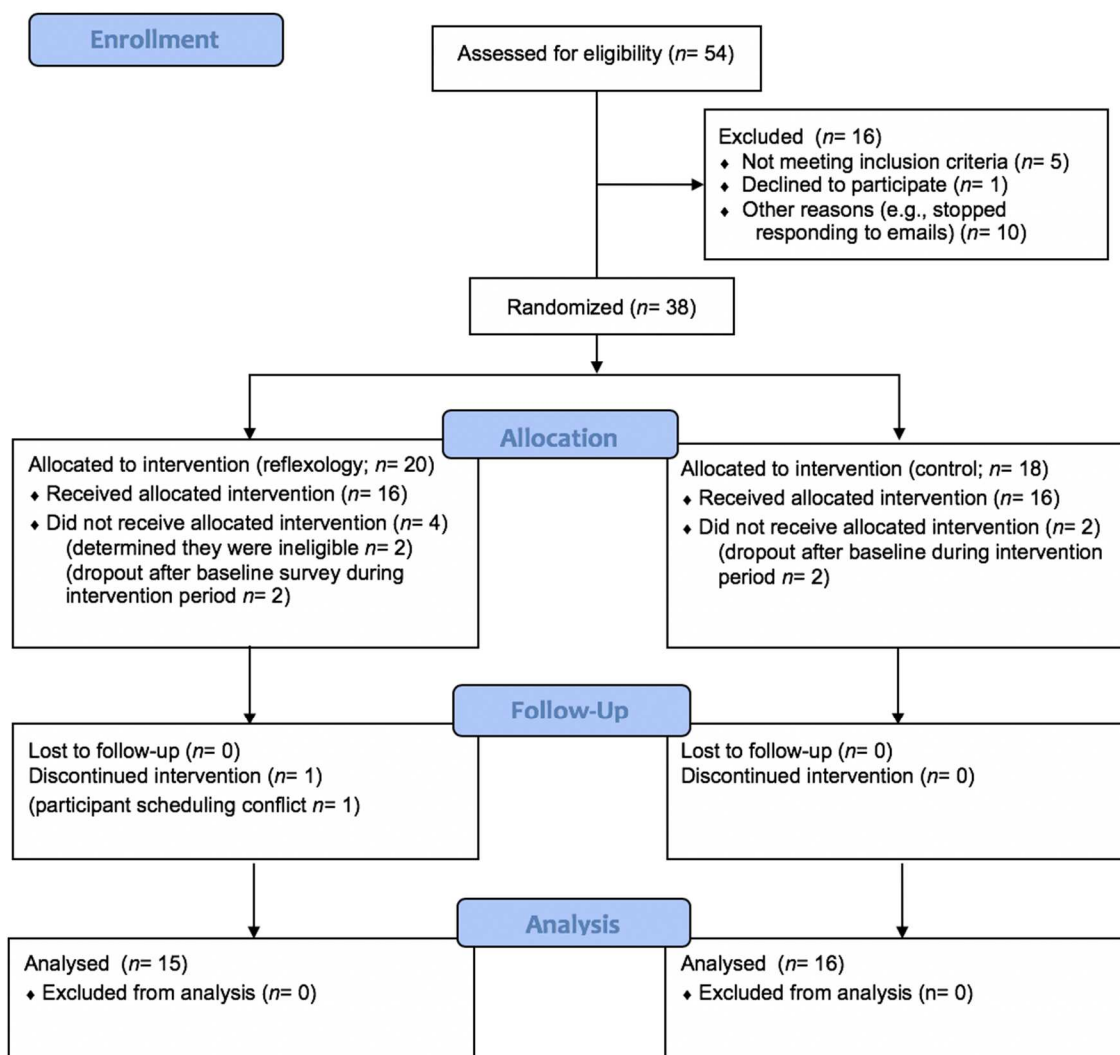 Enrollment
Assessed for eligibility (n= 54)
Excluded (n= 16)
♦ Not meeting inclusion criteria (n= 5)
♦ Declined to participate (n= 1)
♦ Other reasons (e.g., stopped
responding to emails) (n= 10)
Randomized (n= 38)
Allocation
Allocated to intervention (reflexology; n= 20)
♦ Received allocated intervention (n= 16)
♦ Did not receive allocated intervention (n= 4)
(determined they were ineligible n= 2)
(dropout after baseline survey during
intervention period n= 2)
Allocated to intervention (control; n= 18)
♦ Received allocated intervention (n= 16)
♦ Did not receive allocated intervention (n= 2)
(dropout after baseline during intervention
period n= 2)
Follow-Up
Lost to follow-up (n= 0)
Discontinued intervention (n= 1)
(participant scheduling conflict n= 1)
Lost to follow-up (n= 0)
Discontinued intervention (n= 0)
Analysis
Analysed (n= 15)
♦ Excluded from analysis (n= 0)
Analysed (n= 16)
♦ Excluded from analysis (n= 0)